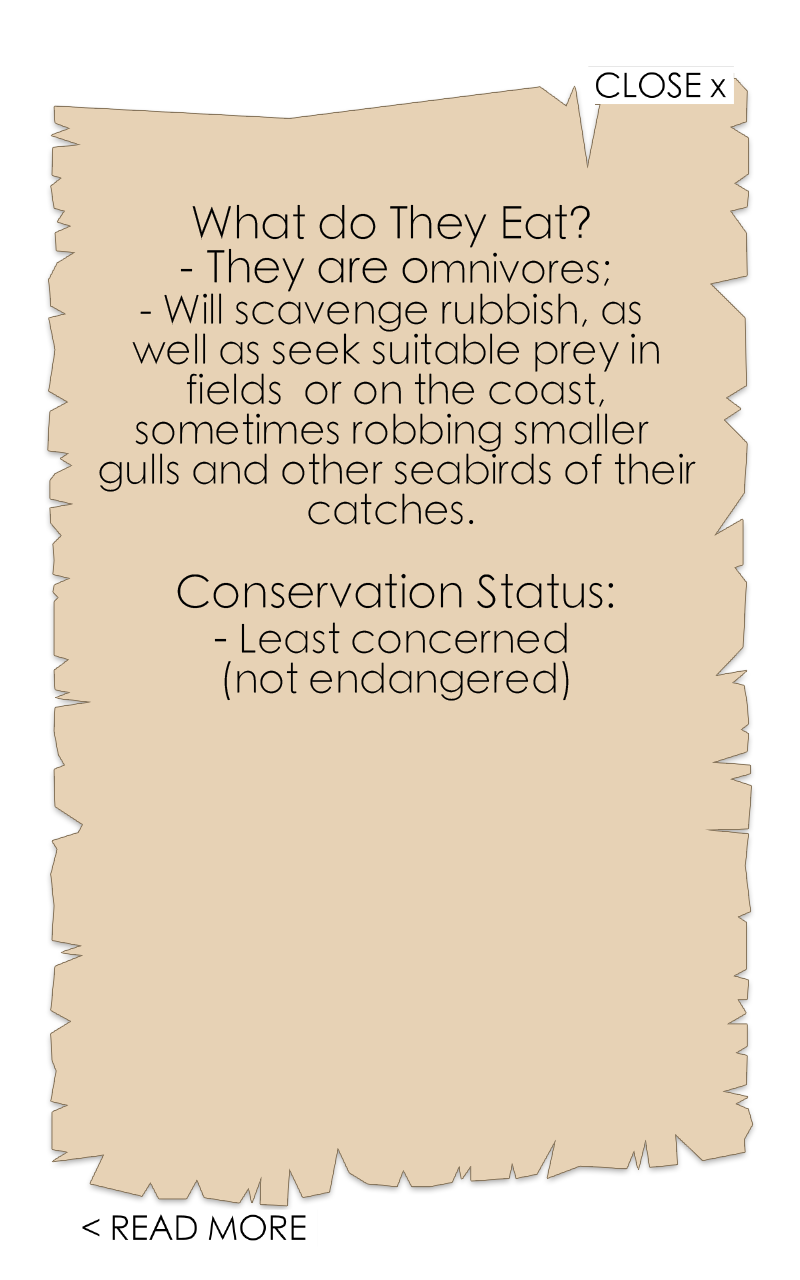 CLOSE x
What do They Eat?
- They are omnivores;
- Will scavenge rubbish, as
well as seek suitable prey in
fields  or on the coast,
sometimes robbing smaller
gulls and other seabirds of their
catches.
Conservation Status:
- Least concerned
(not endangered)
< READ MORE